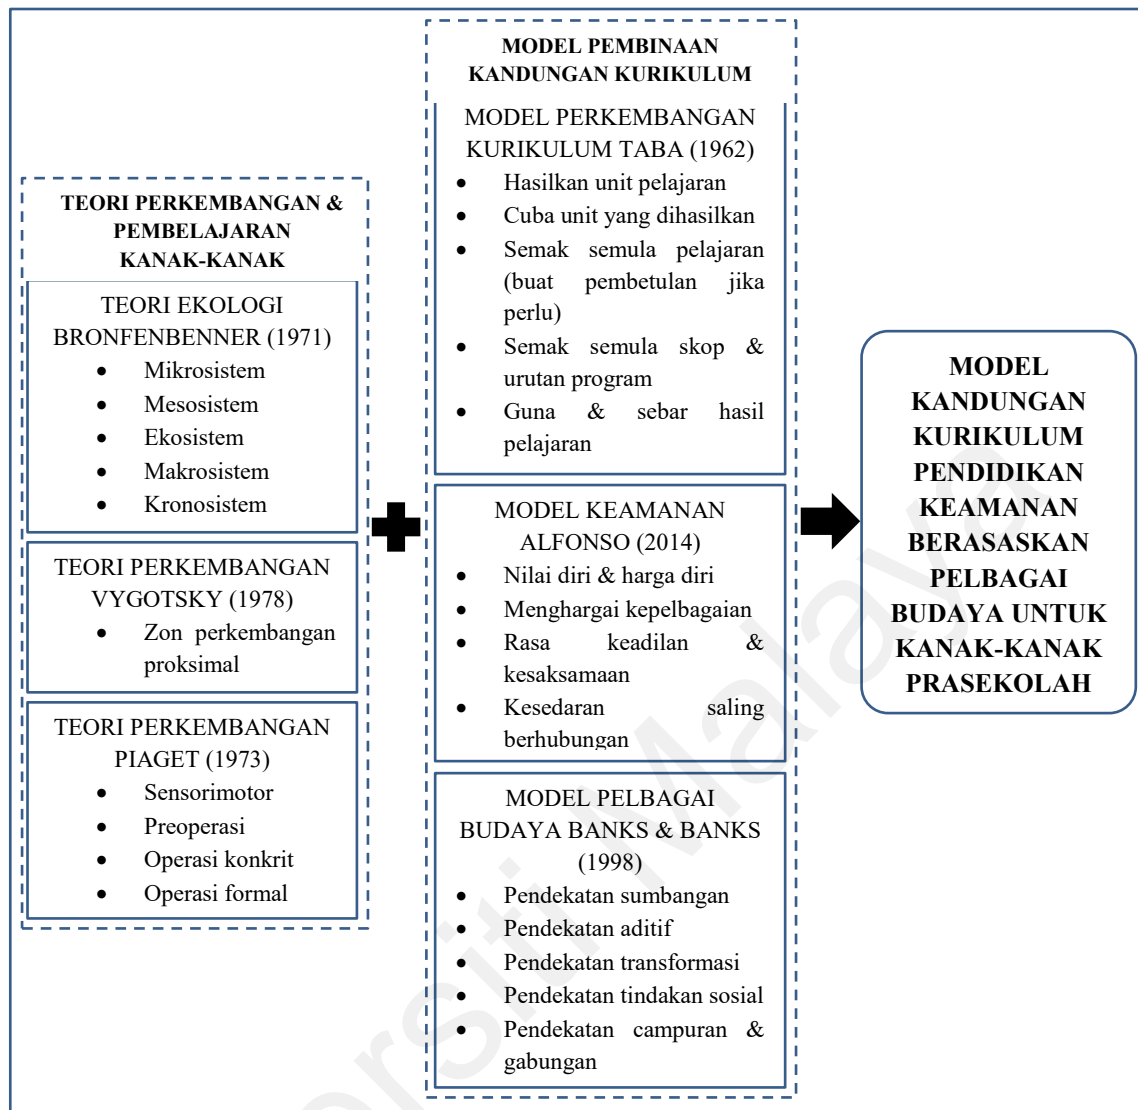 TEORI PERKEMBANGAN &
PEMBELAJARAN
KANAK-KANAK
TEORI EKOLOGI
BRONFENBENNER (1971)
• Mikrosistem
• Mesosistem
• Ekosistem
• Makrosistem
• Kronosistem
TEORI PERKEMBANGAN
VYGOTSKY (1978)
• Zon perkembangan
proksimal
TEORI PERKEMBANGAN
PIAGET (1973)
• Sensorimotor
• Preoperasi
• Operasi konkrit
• Operasi formal
MODEL PEMBINAAN
KANDUNGAN KURIKULUM
MODEL PERKEMBANGAN
KURIKULUM TABA (1962)
• Hasilkan unit pelajaran
• Cuba unit yang dihasilkan
• Semak semula pelajaran
(buat pembetulan jika
perlu)
• Semak semula skop &
urutan program
• Guna & sebar hasil
pelajaran
MODEL KEAMANAN
ALFONSO (2014)
• Nilai diri & harga diri
• Menghargai kepelbagaian
• Rasa keadilan &
kesaksamaan
• Kesedaran saling
berhubungan
MODEL PELBAGAI
BUDAYA BANKS & BANKS
(1998)
• Pendekatan sumbangan
• Pendekatan aditif
• Pendekatan transformasi
• Pendekatan tindakan sosial
• Pendekatan campuran &
gabungan
MODEL
KANDUNGAN
KURIKULUM
PENDIDIKAN
KEAMANAN
BERASASKAN
PELBAGAI
BUDAYA UNTUK
KANAK-KANAK
PRASEKOLAH
ersiti Malaya